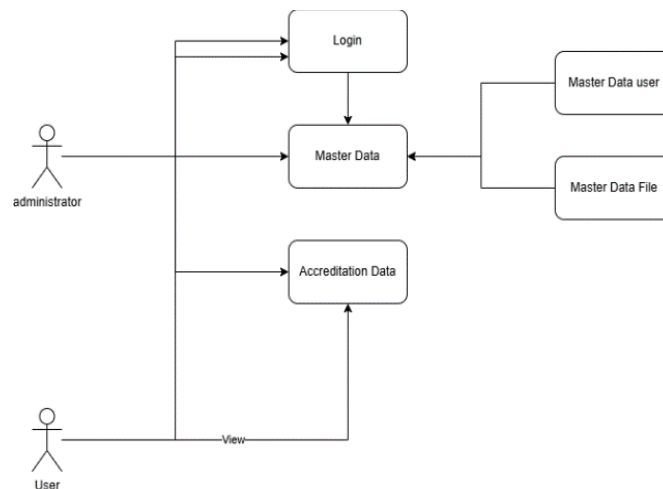 Login
Master Data user
Master Data
Master Data File
administrator
Accreditation Data
View
User